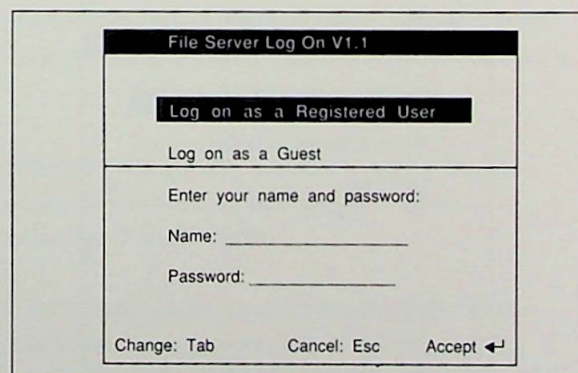 File Server Log On V1.1
Log on as a Registered User
Log on as a Guest
Enter your name and password:
Name:
Password:
Change: Tab Cancel: Esc Accept ↵